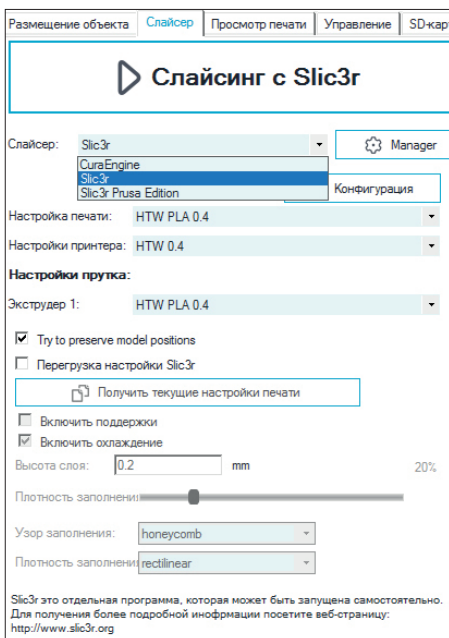 Размещение объекта Слайсер Просмотр печати Управление SD-кар
Слайсинг с Slic3r
Слайсер: Slic3r Manager
CuraEngine
Slic3r
Slic3r Prusa Edition
Конфигурация
Настройка печати: HTW PLA 0.4
Настройки принтера: HTW 0.4
Настройки прутка:
Экструдер 1: HTW PLA 0.4
Try to preserve model positions
Перегрузка настройки Slic3r
Получить текущие настройки печати
Включить поддержки
Включить охлаждение
Высота слоя: 0.2 mm 20%
Плотность заполнени
Узор заполнения: honeycomb
Плотность заполнени rectilinear
Slic3r это отдельная программа, которая может быть запущена самостоятельно.
Для получения более подробной инофрмации посетите веб-страницу:
http://www.slic3r.org